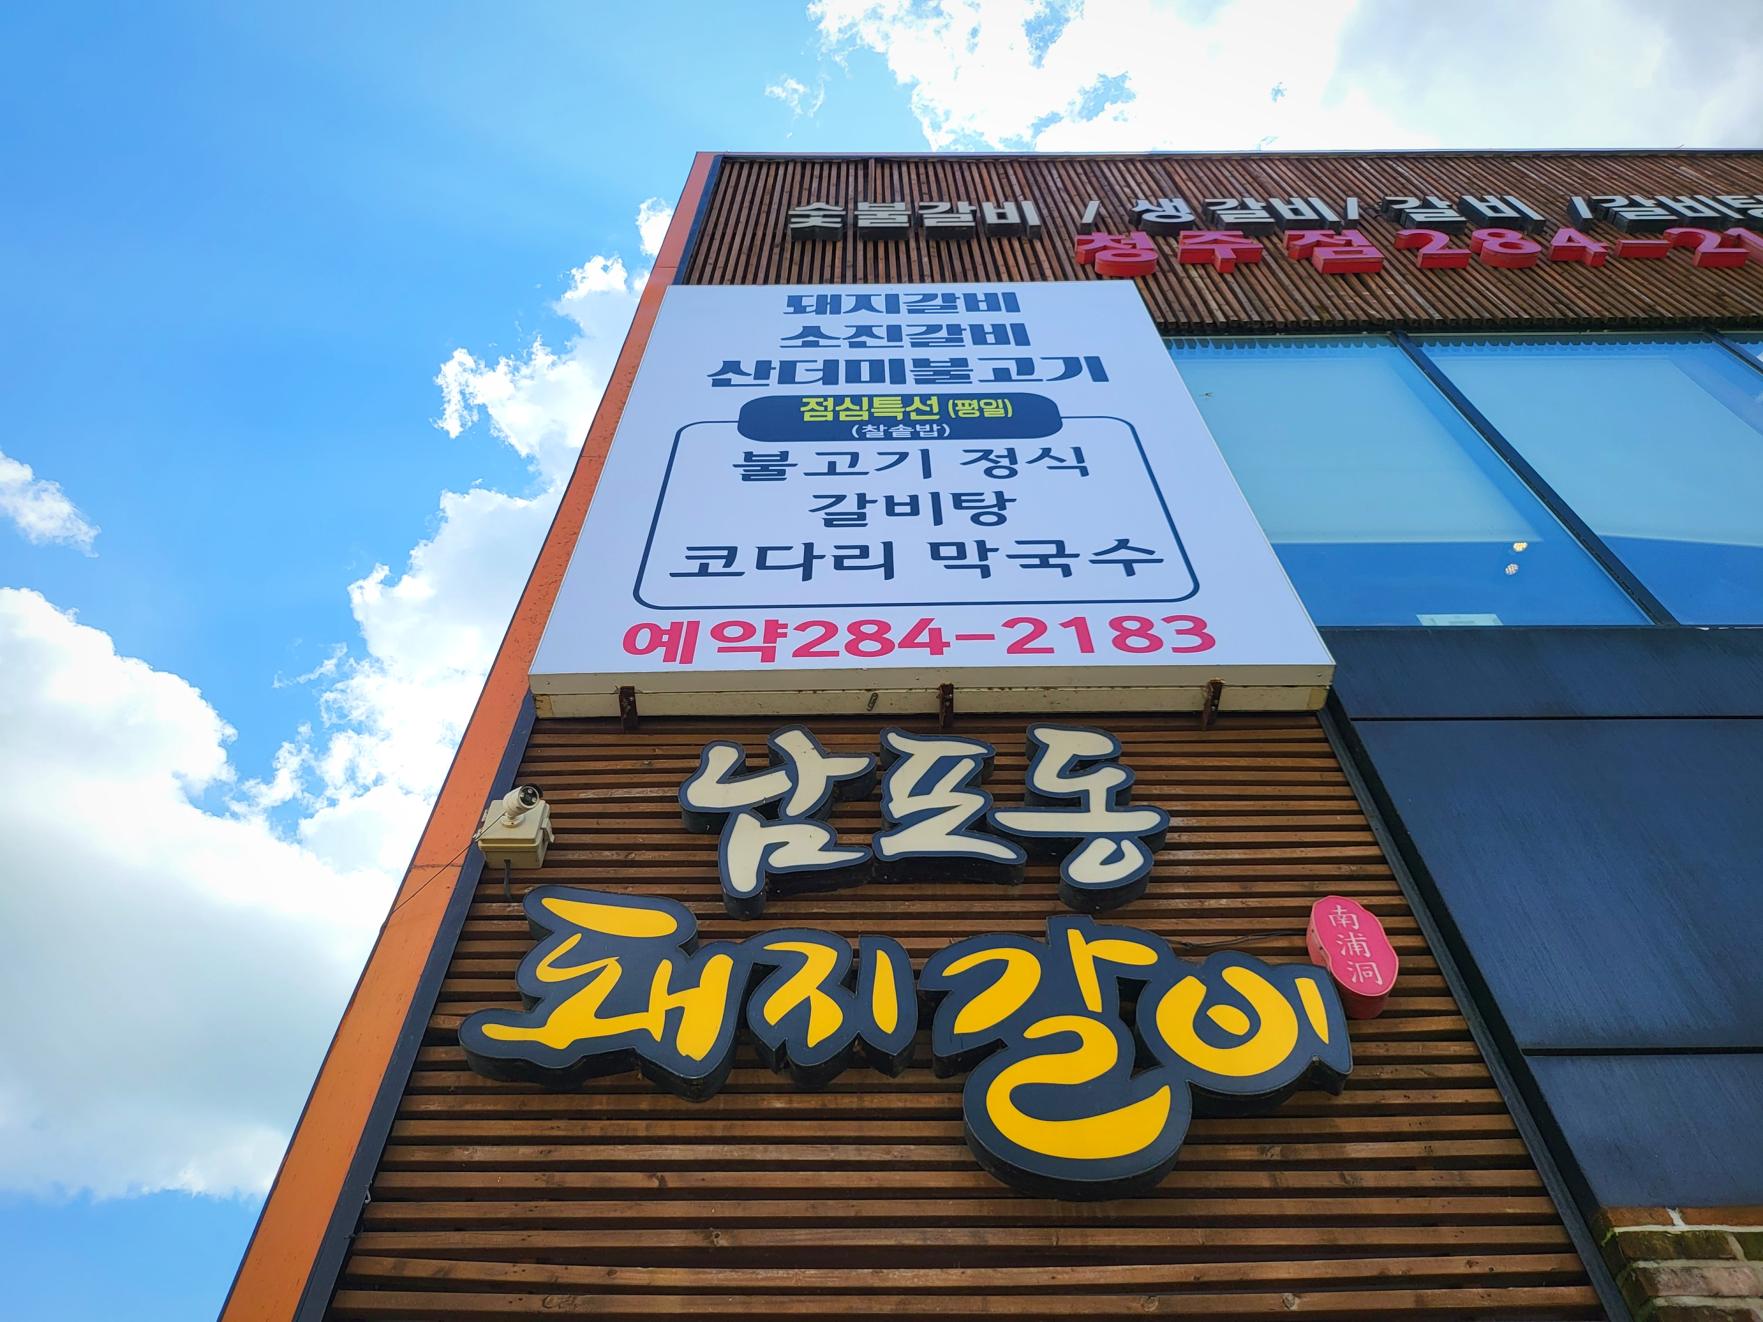 숯불갈비 / 생갈비 / 갈비 / 갈비탕
청주점 284-21
돼지갈비
소진갈비
산더미불고기
점심특선 (평일)
(찰솥밥)
불고기 정식
갈비탕
코다리 막국수
예약284-2183
남포동
돼지갈비
南浦洞